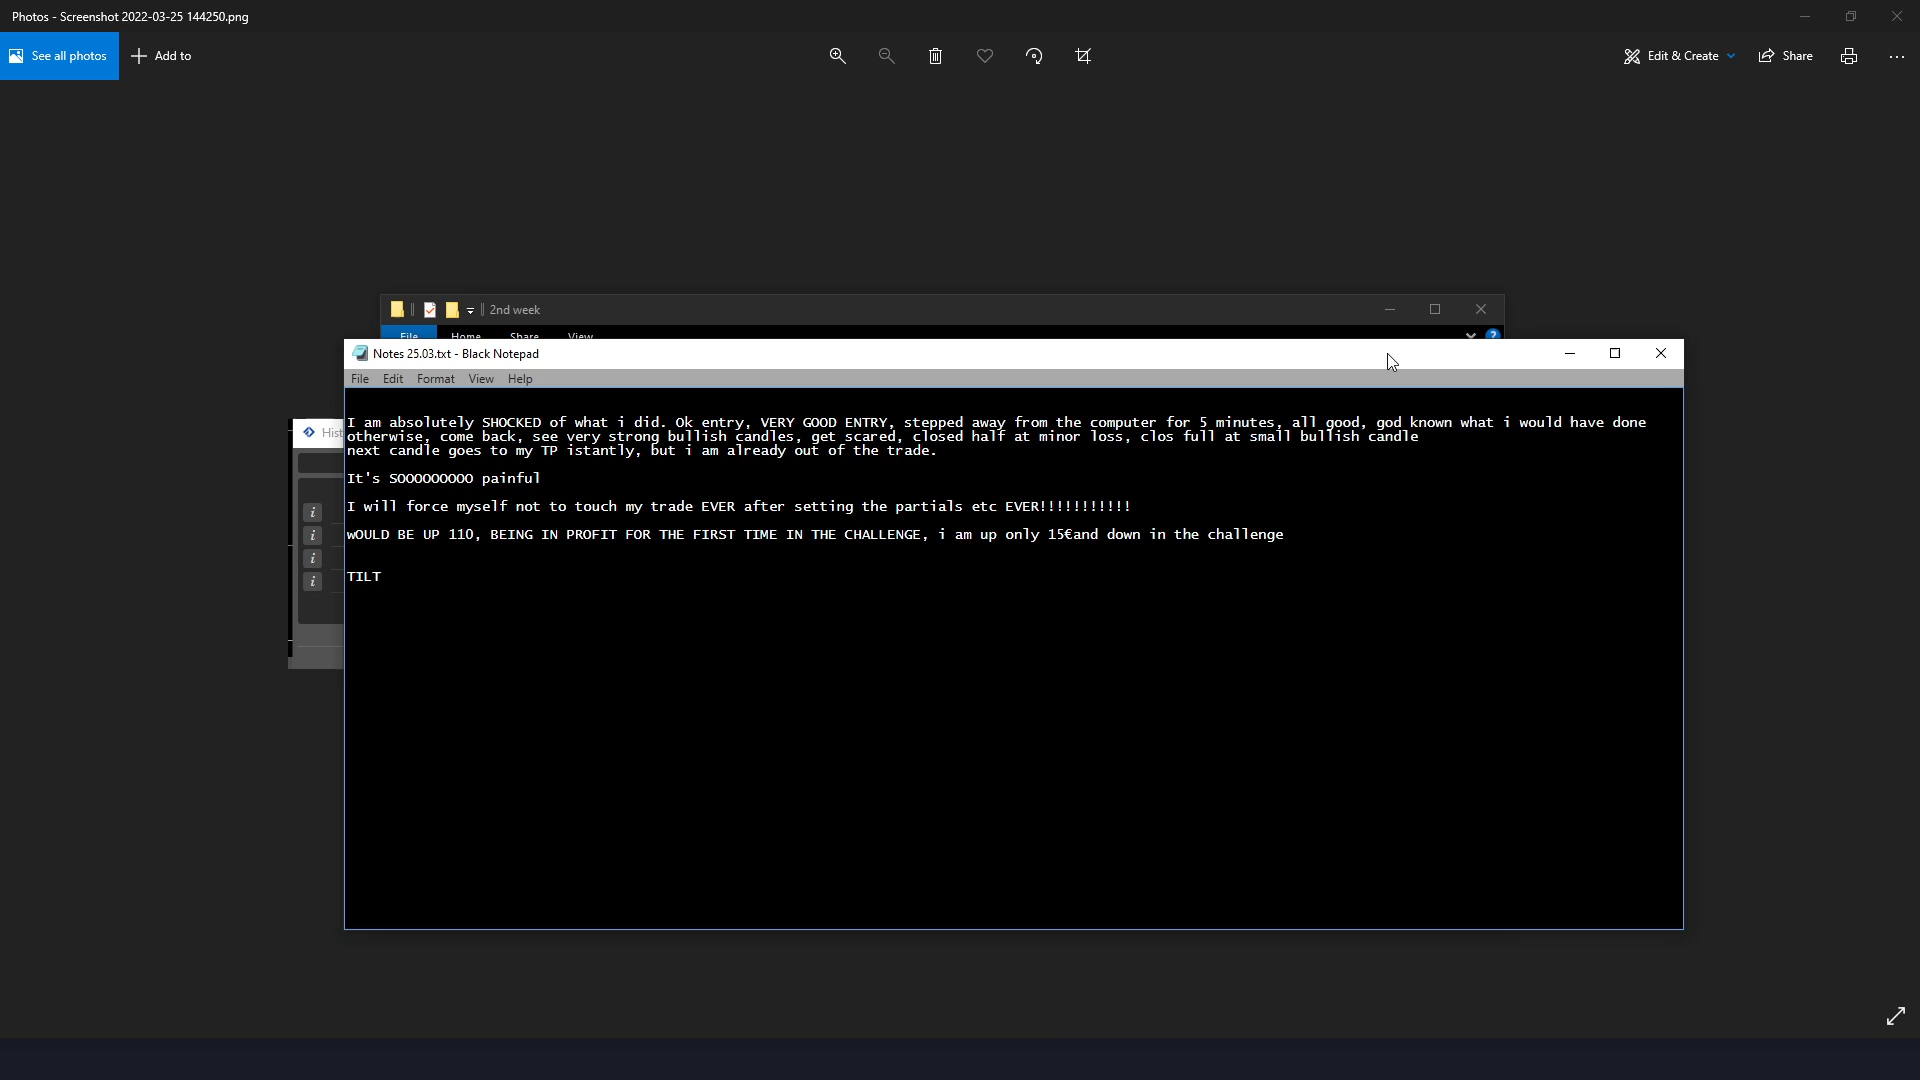 Photos - Screenshot 2022-03-25 144250.png
See all photos
Add to
Edit & Create
Share
2nd week
File Home Share View
Notes 25.03.txt - Black Notepad
File Edit Format View Help
Hist
I am absolutely SHOCKED of what i did. Ok entry, VERY GOOD ENTRY, stepped away from the computer for 5 minutes, all good, god known what i would have done
otherwise, come back, see very strong bullish candles, get scared, closed half at minor loss, clos full at small bullish candle
next candle goes to my TP istantly, but i am already out of the trade.
It's SOOOOOOOOO painful
I will force myself not to touch my trade EVER after setting the partials etc EVER!!!!!!!!!!!
wOULD BE UP 110, BEING IN PROFIT FOR THE FIRST TIME IN THE CHALLENGE, i am up only 15€and down in the challenge
TILT